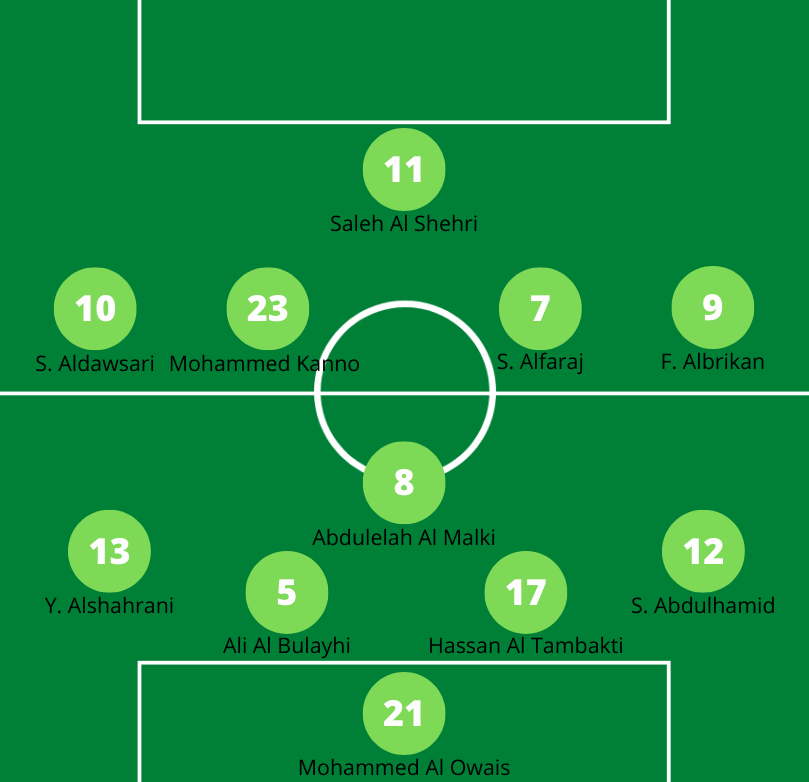 11
Saleh Al Shehri
10
23
7
9
S. Aldawsari
Mohammed Kanno
S. Alfaraj
F. Albrikan
8
Abdulelah Al Malki
13
12
Y. Alshahrani
S. Abdulhamid
5
17
Ali Al Bulayhi
Hassan Al Tambakti
21
Mohammed Al Owais